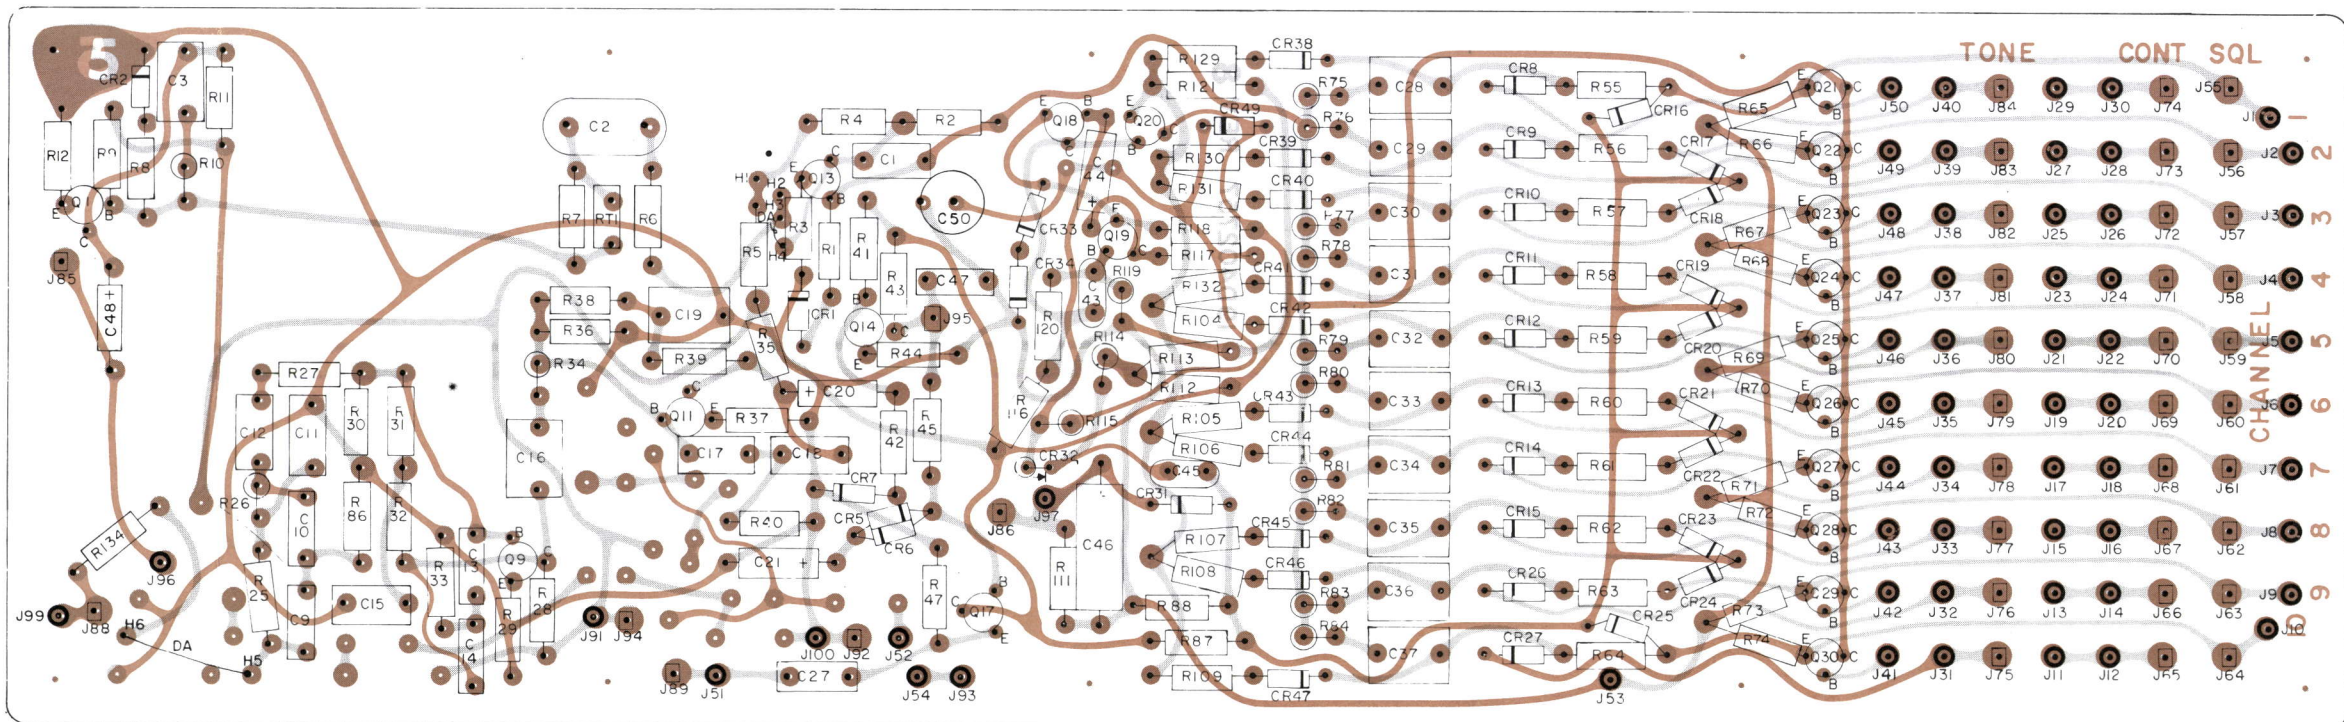 TONE CONT SQL
5
CR2 C3 R11 R129 CR38 R75 C28 CR8 R55 CR16 R65 E Q21 C B J50 J40 J84 J29 J30 J74 J55 1
R12 R8 R10 C2 R4 R2 Q18 Q20 R121 CR49 R76 C29 CR9 R56 CR17 R66 E Q22 C B J49 J39 J83 J27 J28 J73 J56 J2 2
E B C H2 H3 DA E Q13 C B C1 R130 CR39 R131 CR40 C30 CR10 R57 CR18 R67 E Q23 C B J48 J38 J82 J25 J26 J72 J57 J3 3
J85 R7 RT1 R6 R5 R3 H4 R1 R41 R43 C50 CR33 C44 + E Q19 B C R118 R117 R77 R78 CR41 C31 CR11 R58 CR19 R68 E Q24 C B J47 J37 J81 J23 J24 J71 J58 J4 4
C48+ R38 C19 CR1 B Q14 C E C47 J95 CR34 R119 C43 R132 R104 CR42 C32 CR12 R59 CR20 R69 E Q25 C B J46 J36 J80 J21 J22 J70 J59 5
R36 R34 R39 R35 R44 R120 R114 R113 R112 R79 R80 C33 CR13 R60 CR21 R70 E Q26 C B J45 J35 J79 J19 J20 J69 J60 6
CHANNEL
R27 R30 R31 C12 C11 C16 B Q11 C E R37 +C20 R42 R45 R115 R105 CR43 R106 CR44 C34 CR14 R61 CR22 R71 E Q27 C B J44 J34 J78 J17 J18 J68 J61 J7 7
R26 C10 R86 R32 C17 C18 CR7 CR32 C45 CR31 R81 R82 C35 CR15 R62 CR23 R72 E Q28 C B J43 J33 J77 J15 J16 J67 J62 J8 8
R134 J96 R33 C13 B Q9 C E R40 CR5 CR6 J86 J97 C46 R107 CR45 R108 CR46 C36 CR26 R63 CR24 R73 E C29 C B J42 J32 J76 J13 J14 J66 J63 J9 9
J99 J88 H6 DA H5 R25 C9 C15 C14 R29 R28 J91 J94 C21 + R47 B C Q17 E R111 R88 R87 R83 R84 C37 CR25 CR27 R64 R74 E Q30 C B J41 J31 J75 J11 J12 J65 J64 J10
J89 J51 J100 J92 J52 C27 J54 J93 R109 CR47 J53